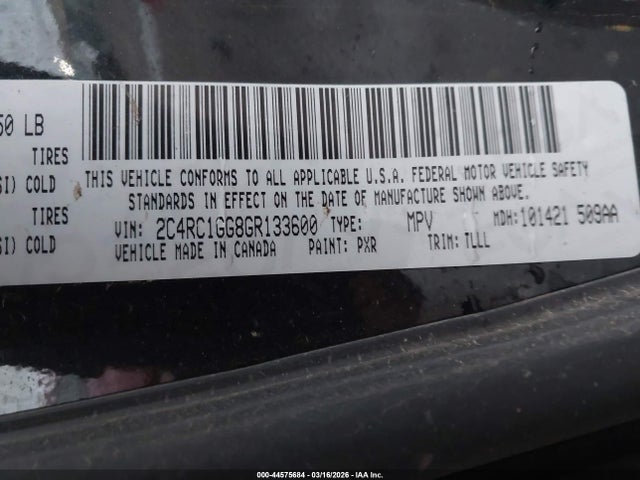 50 LB
TIRES
SI) COLD
TIRES
SI) COLD
THIS VEHICLE CONFORMS TO ALL APPLICABLE U.S.A. FEDERAL MOTOR VEHICLE SAFETY
STANDARDS IN EFFECT ON THE DATE OF MANUFACTURE SHOWN ABOVE.
VIN: 2C4RC1GG8GR133600 TYPE: MPV MDH:101421 509AA
VEHICLE MADE IN CANADA PAINT: PXR TRIM: TLLL
000-44575684 - 03/16/2026 - IAA Inc.